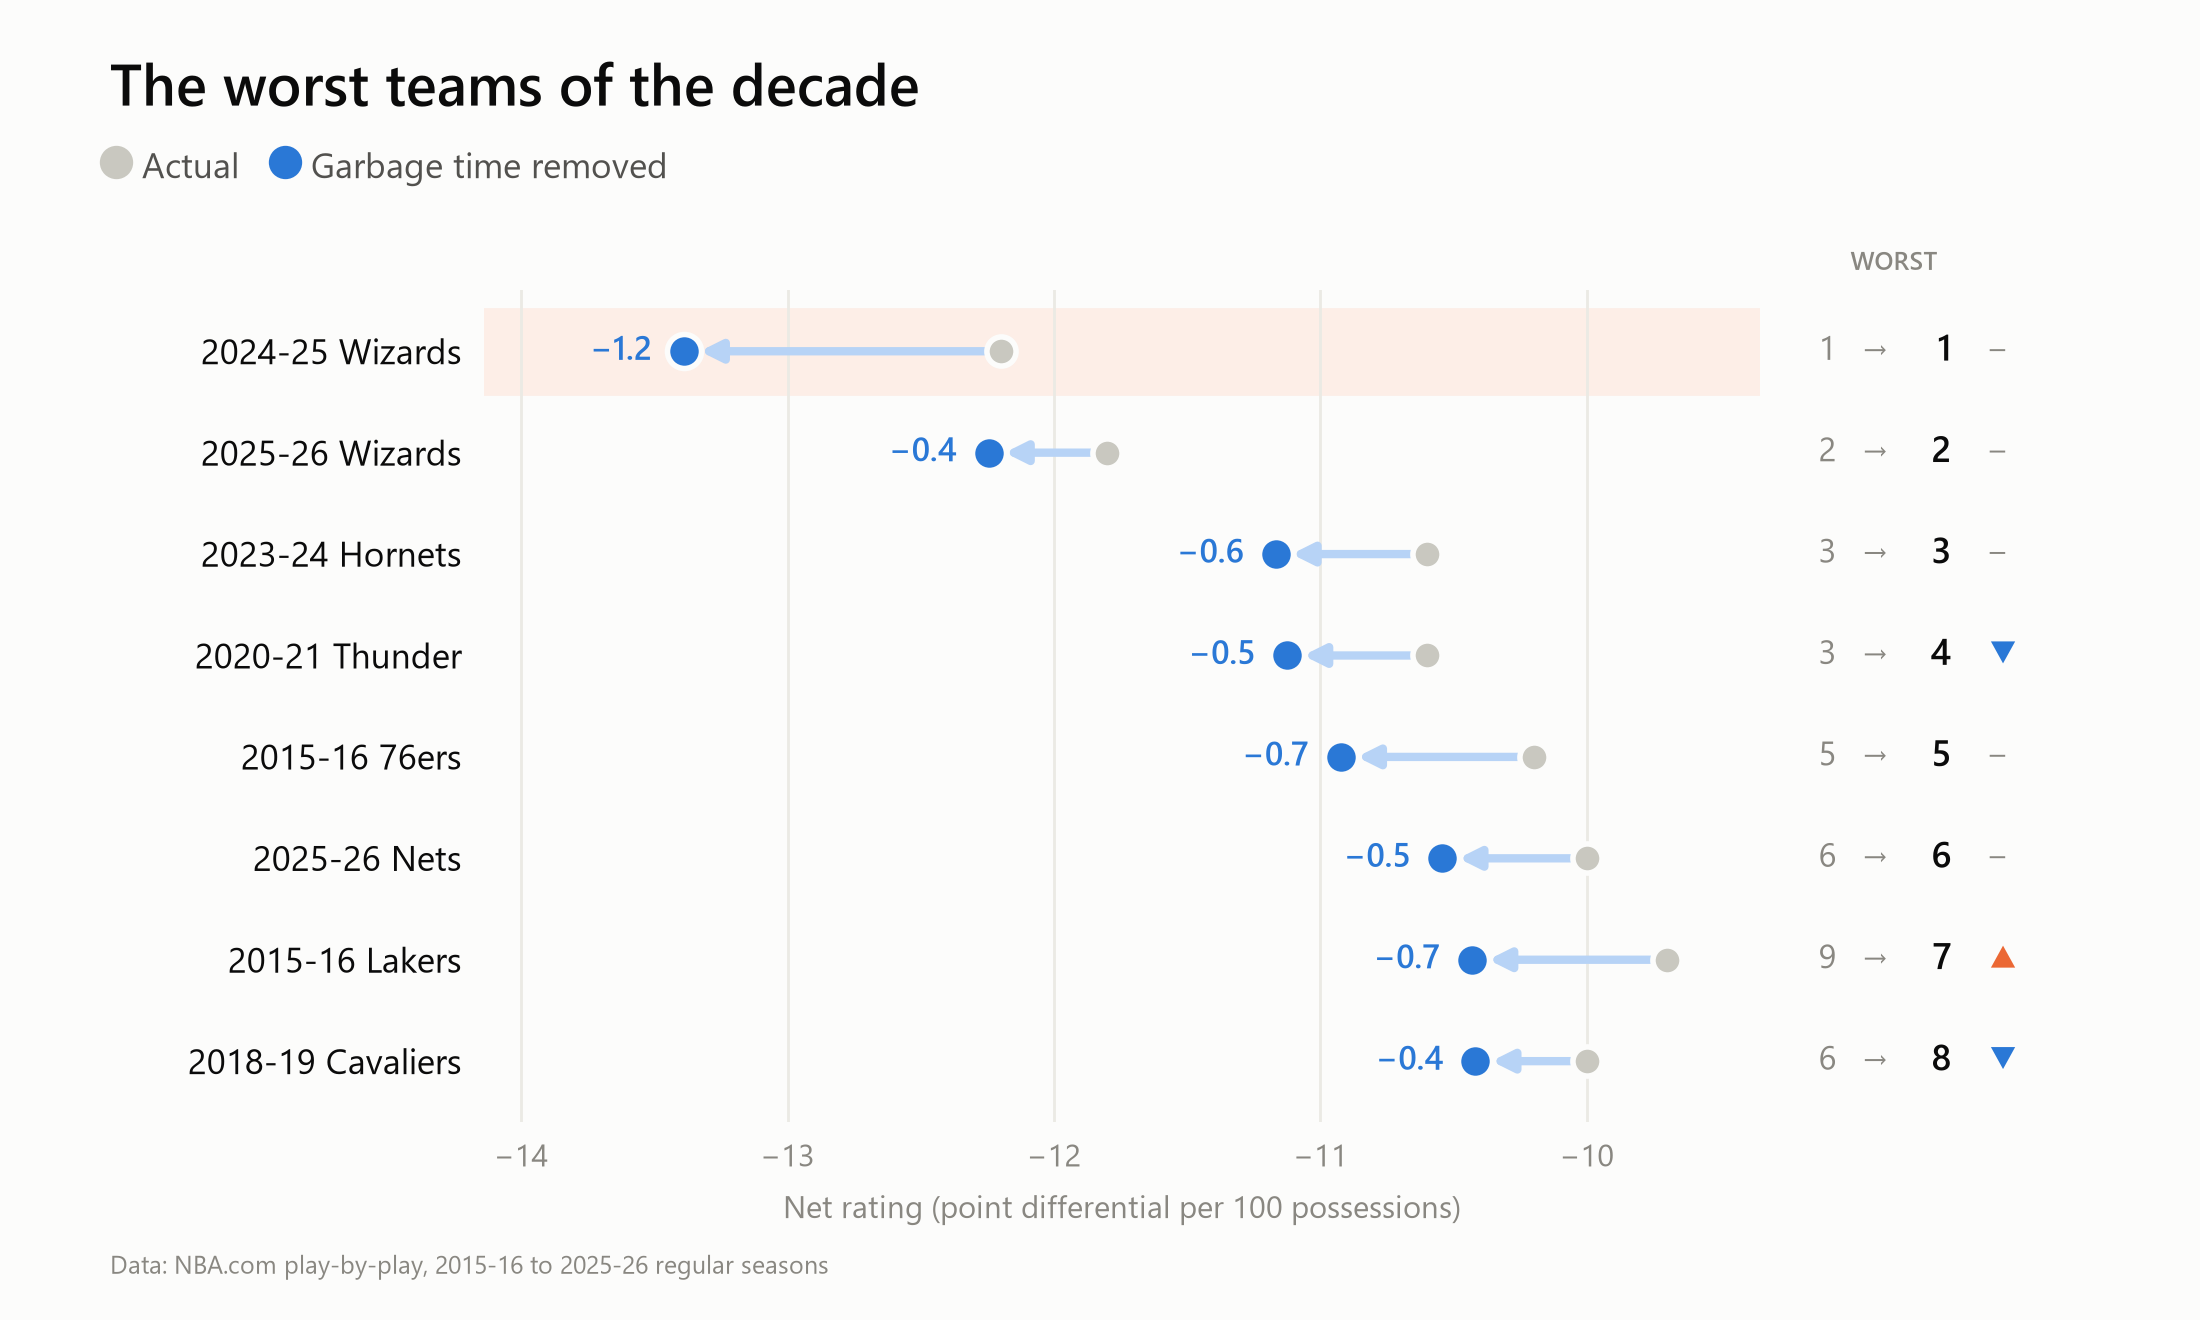 The worst teams of the decade
Actual Garbage time removed
WORST
2024-25 Wizards −1.2 1 → 1 –
2025-26 Wizards −0.4 2 → 2 –
2023-24 Hornets −0.6 3 → 3 –
2020-21 Thunder −0.5 3 → 4 ▼
2015-16 76ers −0.7 5 → 5 –
2025-26 Nets −0.5 6 → 6 –
2015-16 Lakers −0.7 9 → 7 ▲
2018-19 Cavaliers −0.4 6 → 8 ▼
−14 −13 −12 −11 −10
Net rating (point differential per 100 possessions)
Data: NBA.com play-by-play, 2015-16 to 2025-26 regular seasons